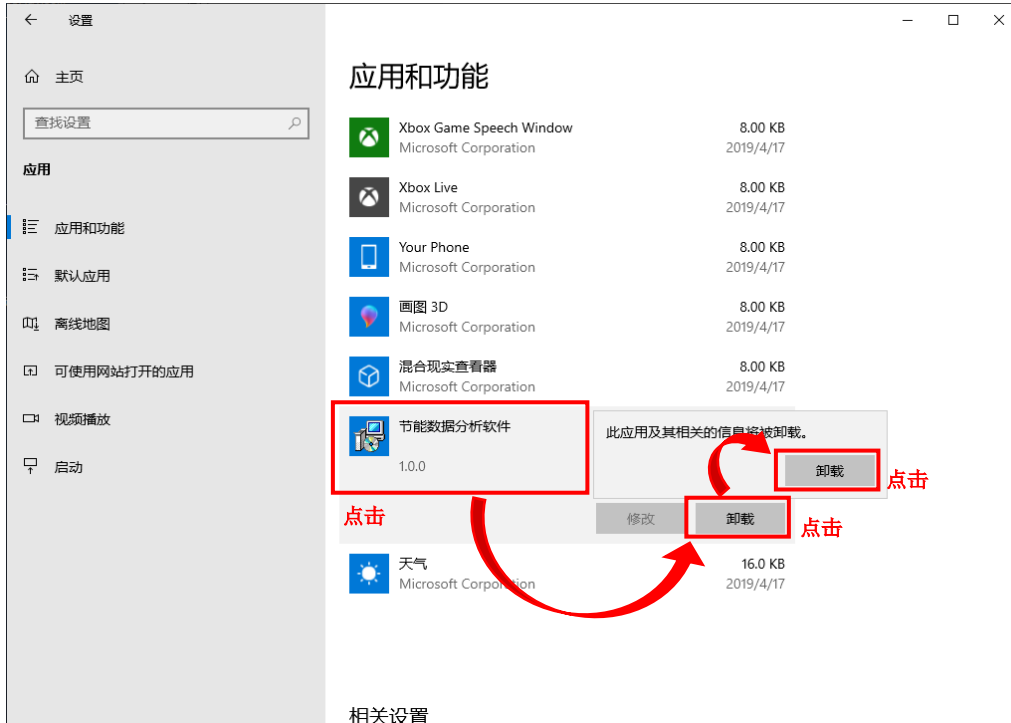 设置
主页
查找设置
应用
应用和功能
默认应用
离线地图
可使用网站打开的应用
视频播放
启动
应用和功能
Xbox Game Speech Window
8.00 KB
Microsoft Corporation
2019/4/17
Xbox Live
8.00 KB
Microsoft Corporation
2019/4/17
Your Phone
8.00 KB
Microsoft Corporation
2019/4/17
画图 3D
8.00 KB
Microsoft Corporation
2019/4/17
混合现实查看器
8.00 KB
Microsoft Corporation
2019/4/17
节能数据分析软件
1.0.0
此应用及其相关的信息将被卸载。
卸载
点击
点击
修改
卸载
点击
天气
16.0 KB
Microsoft Corporation
2019/4/17
相关设置